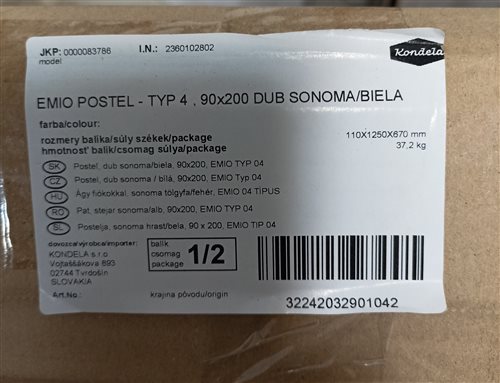 JKP: 0000083786 I.N.: 2360102802
model
Kondela
EMIO POSTEL - TYP 4 , 90x200 DUB SONOMA/BIELA
farba/colour:
rozmery balíka/súly székek/package 110X1250X670 mm
hmotnosť balík/csomag súlya/package 37,2 kg
SK Posteľ, dub sonoma/biela, 90x200, EMIO TYP 04
CZ Postel, dub sonoma / bílá, 90x200, EMIO Typ 04
HU Ágy fiókokkal, sonoma tölgyfa/fehér, EMIO 04 TÍPUS
RO Pat, stejar sonoma/alb, 90x200, EMIO TYP 04
SL Postelja, sonoma hrast/bela, 90 x 200, EMIO TIP 04
dovozca/výrobca/importer:
KONDELA s.r.o
Vojtaššákova 893
02744 Tvrdošín
SLOVAKIA
balík
csomag
package
1/2
Art.No.: krajina pôvodu/origin
32242032901042